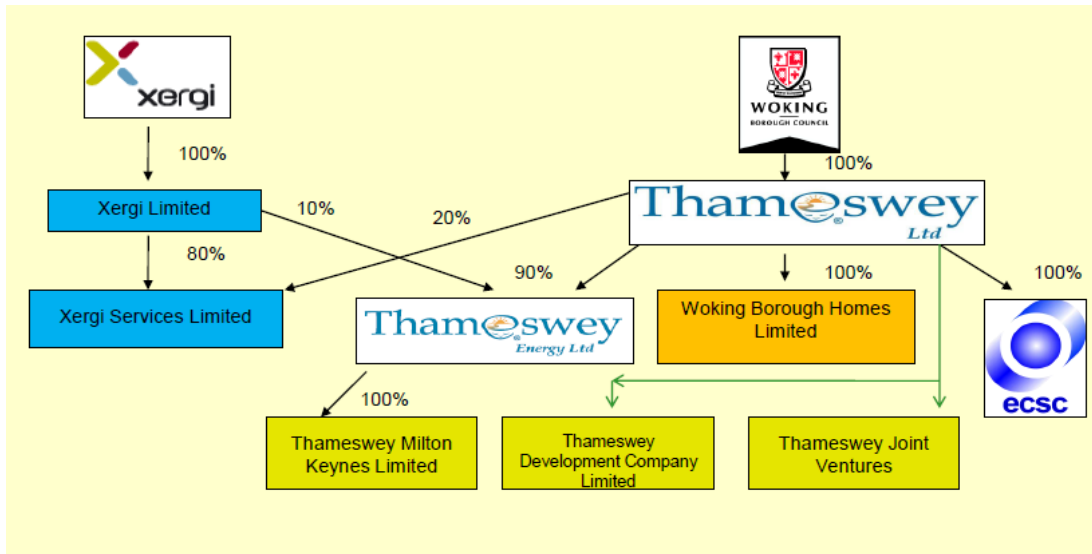 xergi
WOKING
BOROUGH COUNCIL
100%
100%
Xergi Limited
10%
20%
Thameswey
Ltd
80%
90%
100%
100%
Xergi Services Limited
Thameswey
Energy Ltd
Woking Borough Homes
Limited
ecsc
100%
Thameswey Milton
Keynes Limited
Thameswey
Development Company
Limited
Thameswey Joint
Ventures